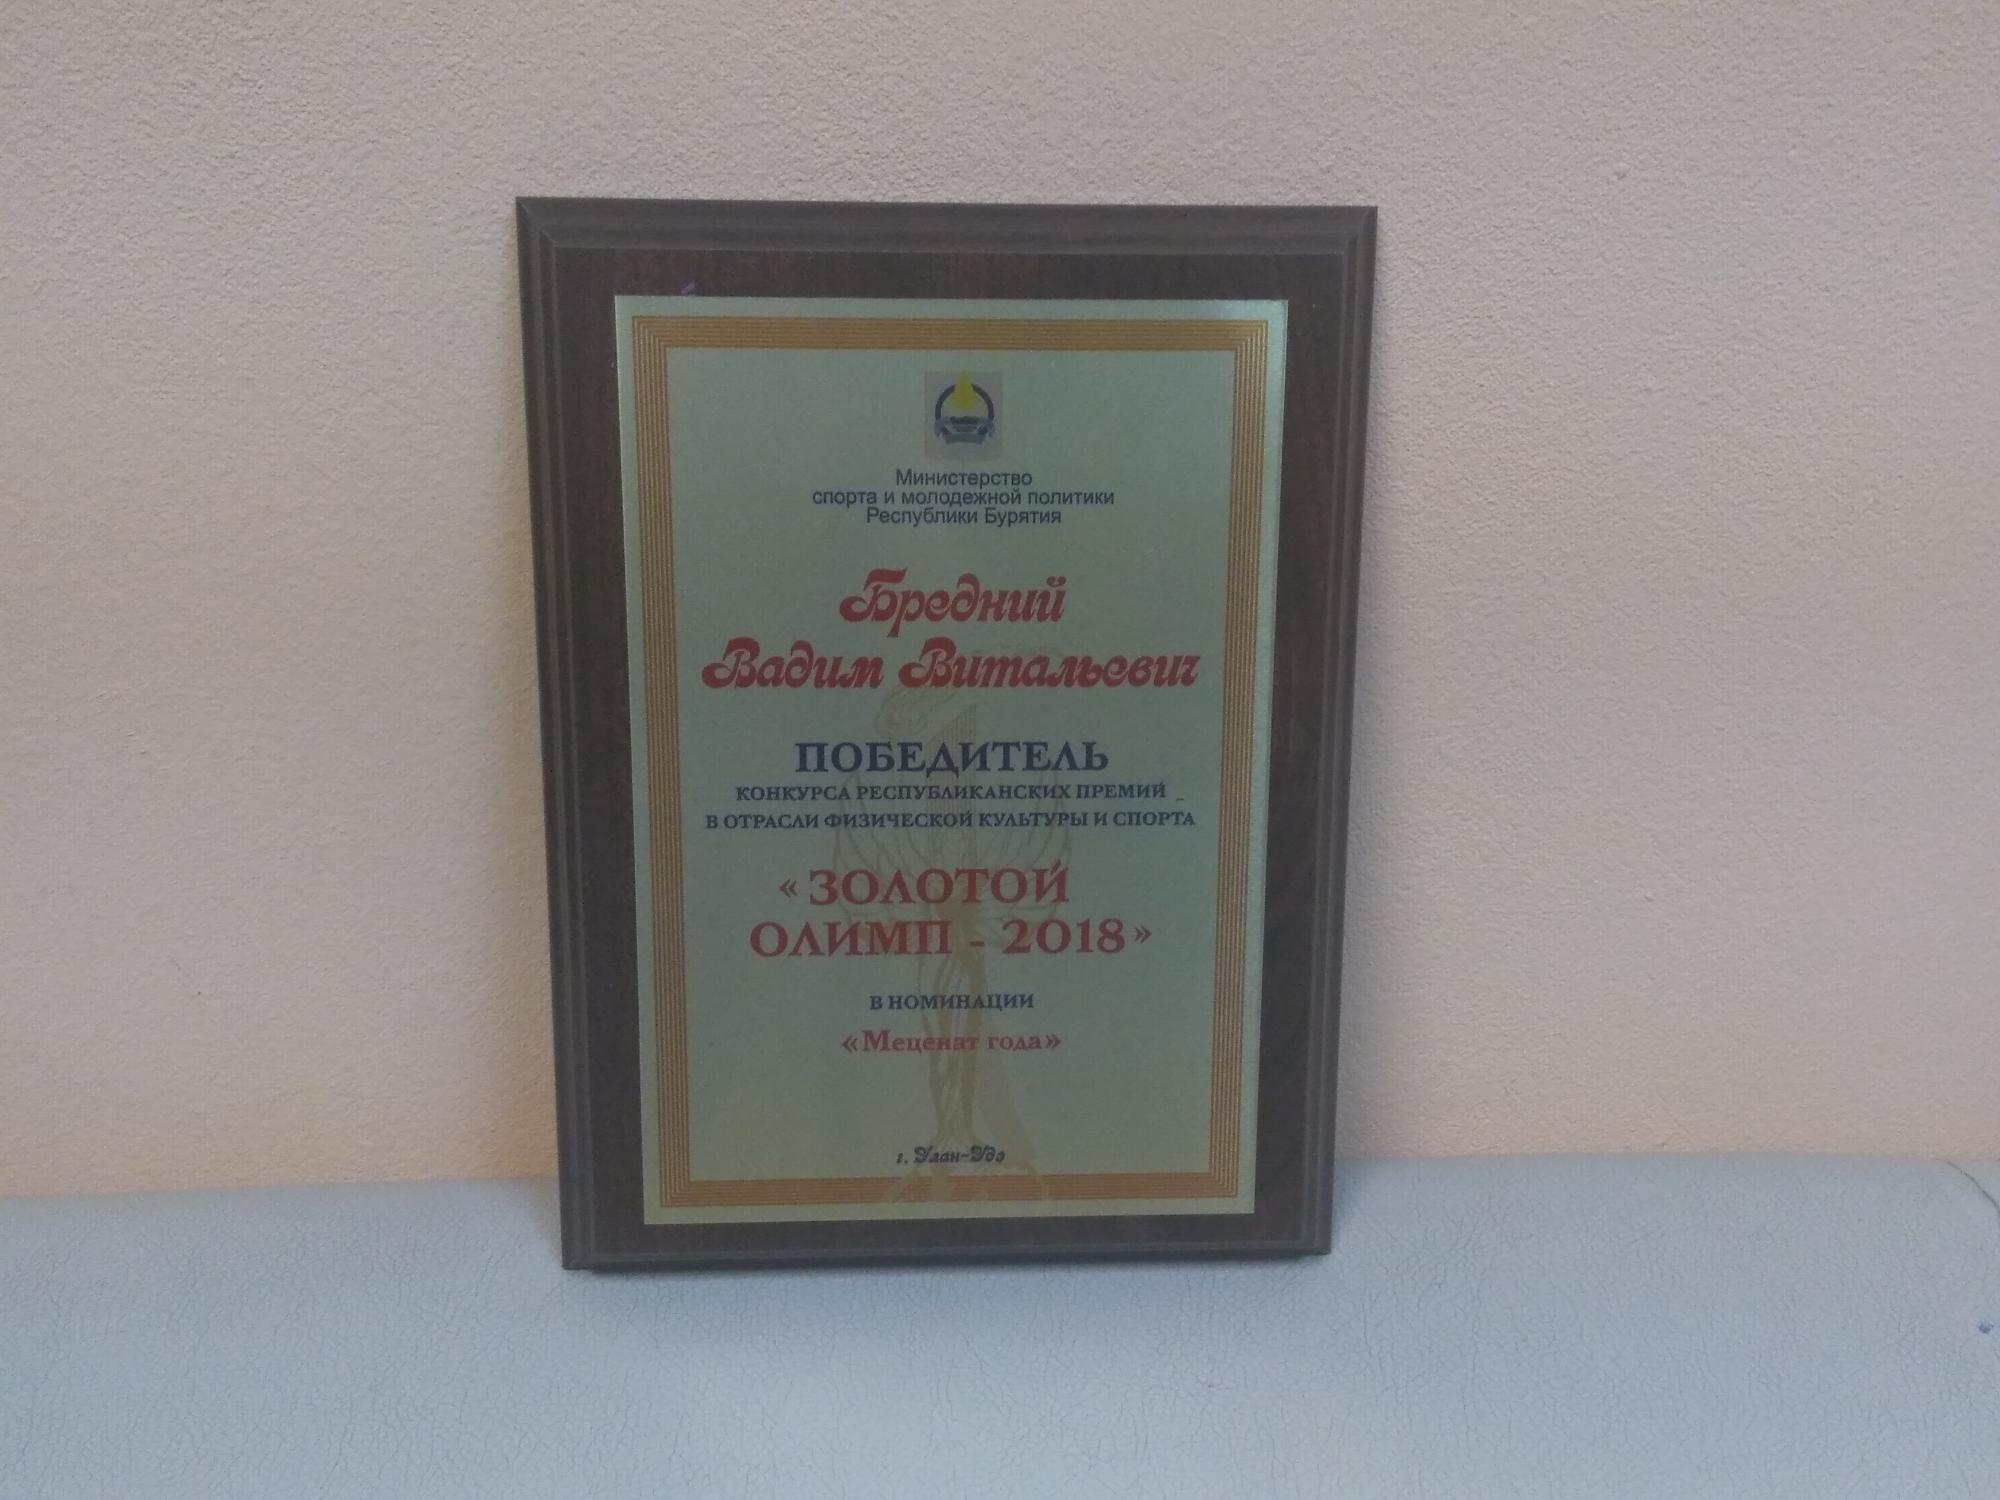 Министерство
спорта и молодежной политики
Республики Бурятия
Бредний
Вадим Витальевич
ПОБЕДИТЕЛЬ
КОНКУРСА РЕСПУБЛИКАНСКИХ ПРЕМИЙ
В ОТРАСЛИ ФИЗИЧЕСКОЙ КУЛЬТУРЫ И СПОРТА
«ЗОЛОТОЙ
ОЛИМП - 2018»
В НОМИНАЦИИ
«Меценат года»
г. Улан-Удэ